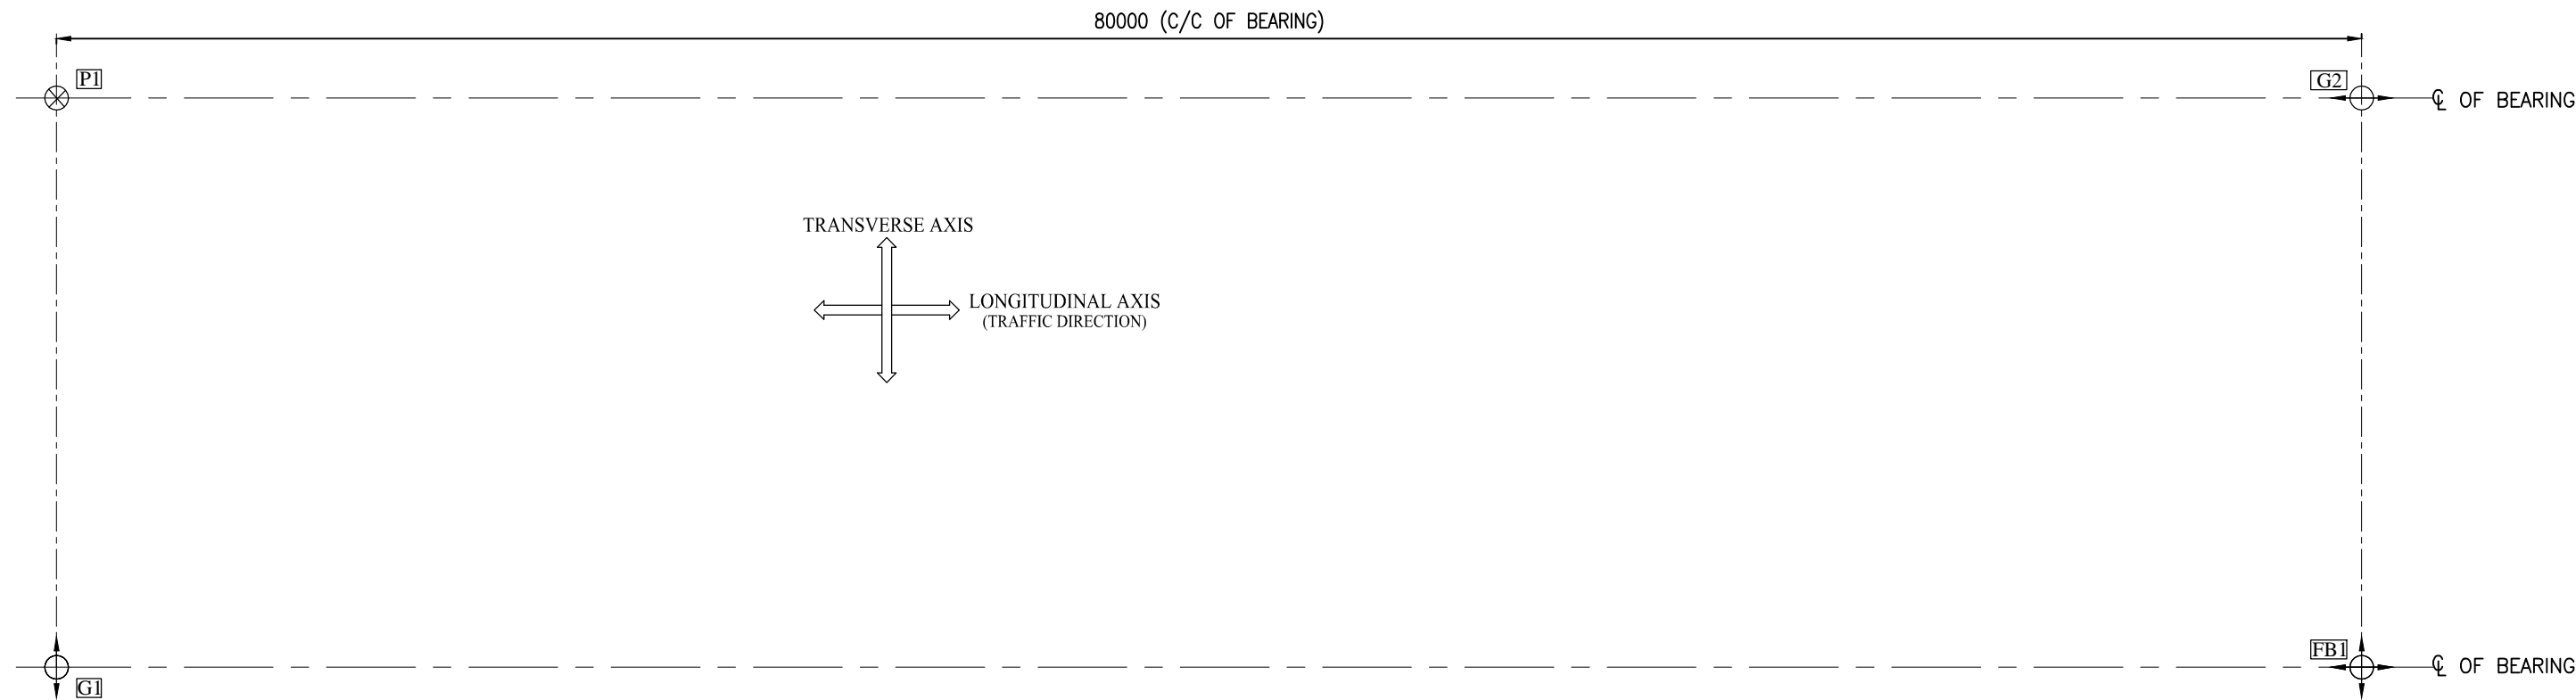 80000 (C/C OF BEARING)
P1
G2
℄ OF BEARING
TRANSVERSE AXIS
LONGITUDINAL AXIS
(TRAFFIC DIRECTION)
FB1
℄ OF BEARING
G1